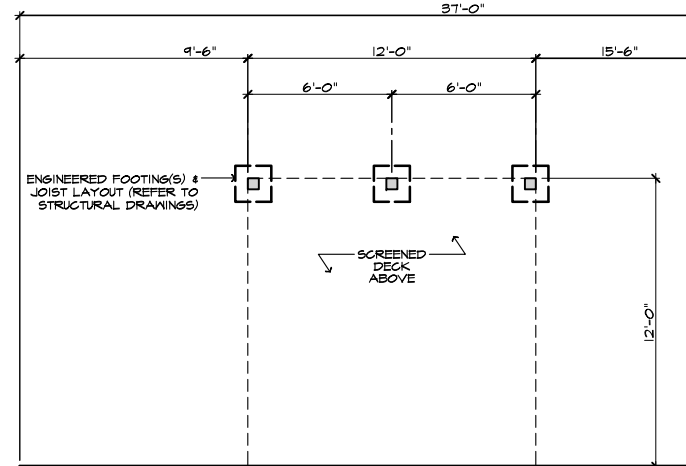 37'-0"
9'-6"
12'-0"
15'-6"
6'-0"
6'-0"
ENGINEERED FOOTING(S) &
JOIST LAYOUT (REFER TO
STRUCTURAL DRAWINGS)
SCREENED
DECK
ABOVE
12'-0"